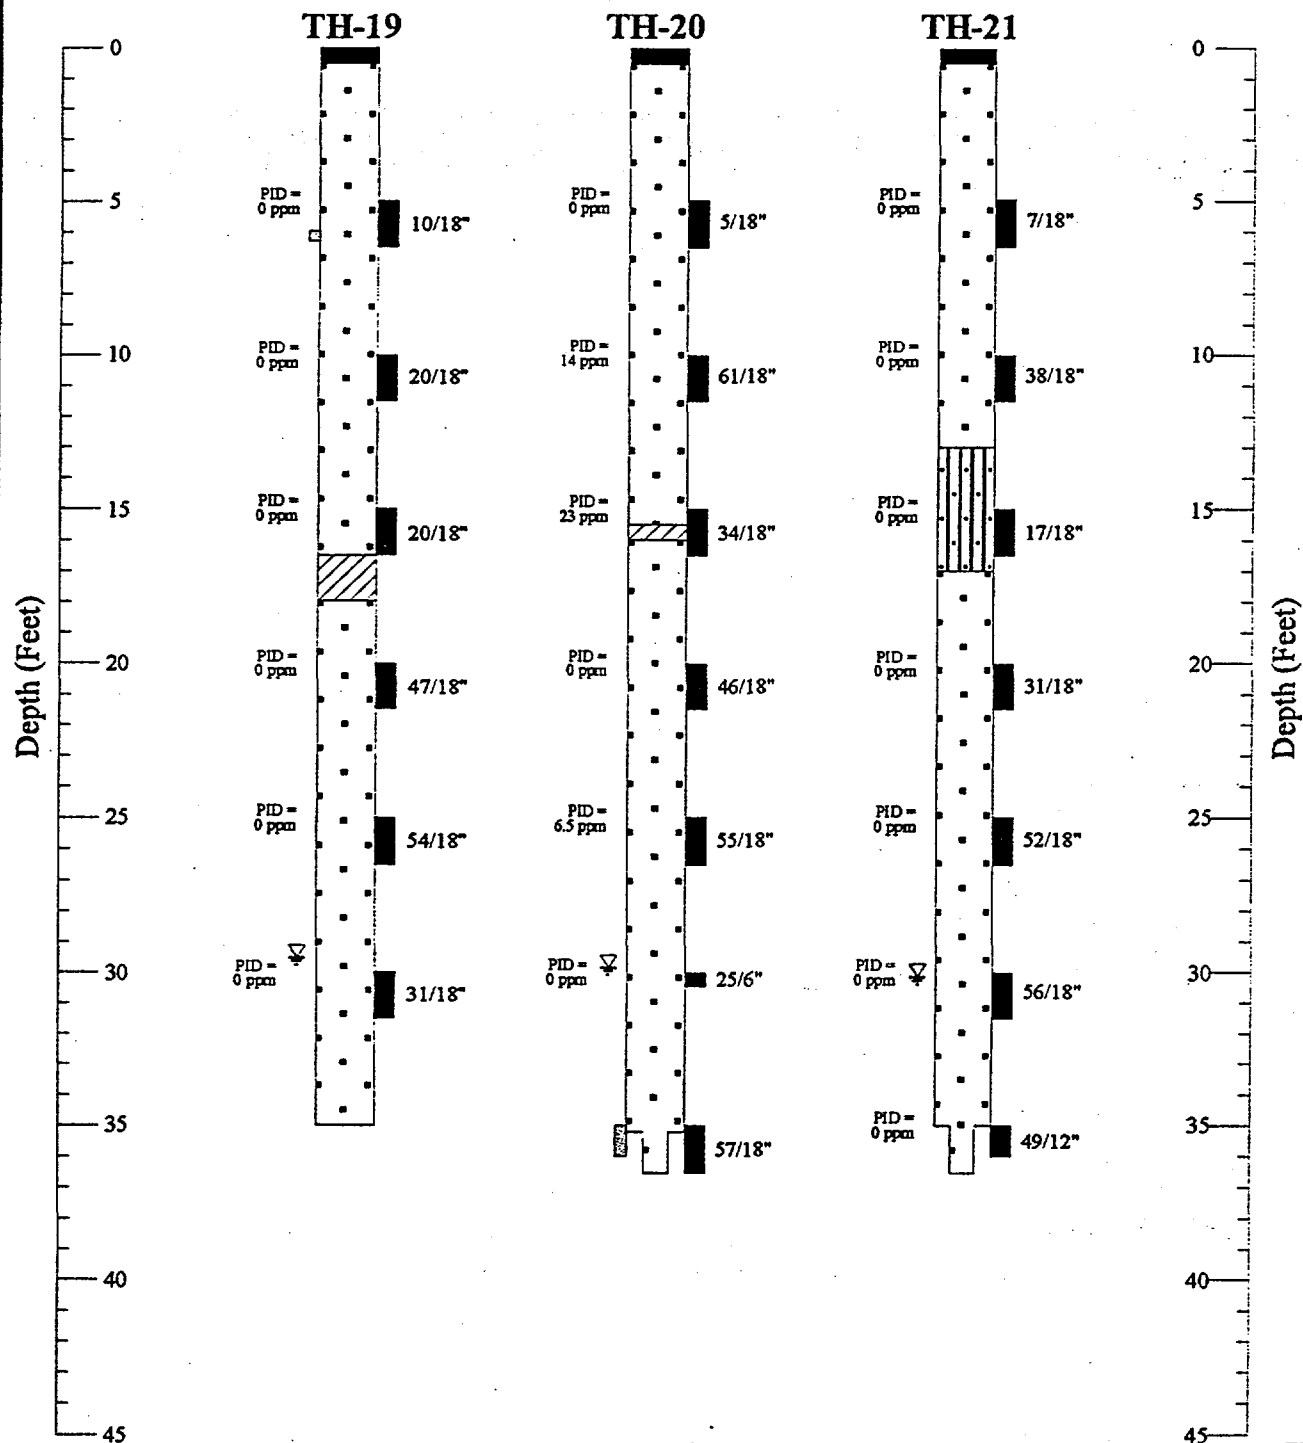 TH-19
TH-20
TH-21
0
0
PID =
0 ppm
10/18"
PID =
0 ppm
5/18"
PID =
0 ppm
7/18"
5
5
PID =
0 ppm
20/18"
PID =
14 ppm
61/18"
PID =
0 ppm
38/18"
10
10
PID =
0 ppm
20/18"
PID =
23 ppm
34/18"
PID =
0 ppm
17/18"
15
15
Depth (Feet)
Depth (Feet)
PID =
0 ppm
47/18"
PID =
0 ppm
46/18"
PID =
0 ppm
31/18"
20
20
PID =
0 ppm
54/18"
PID =
6.5 ppm
55/18"
PID =
0 ppm
52/18"
25
25
PID =
0 ppm
31/18"
PID =
0 ppm
25/6"
PID =
0 ppm
56/18"
30
30
57/18"
PID =
0 ppm
49/12"
35
35
40
40
45
45